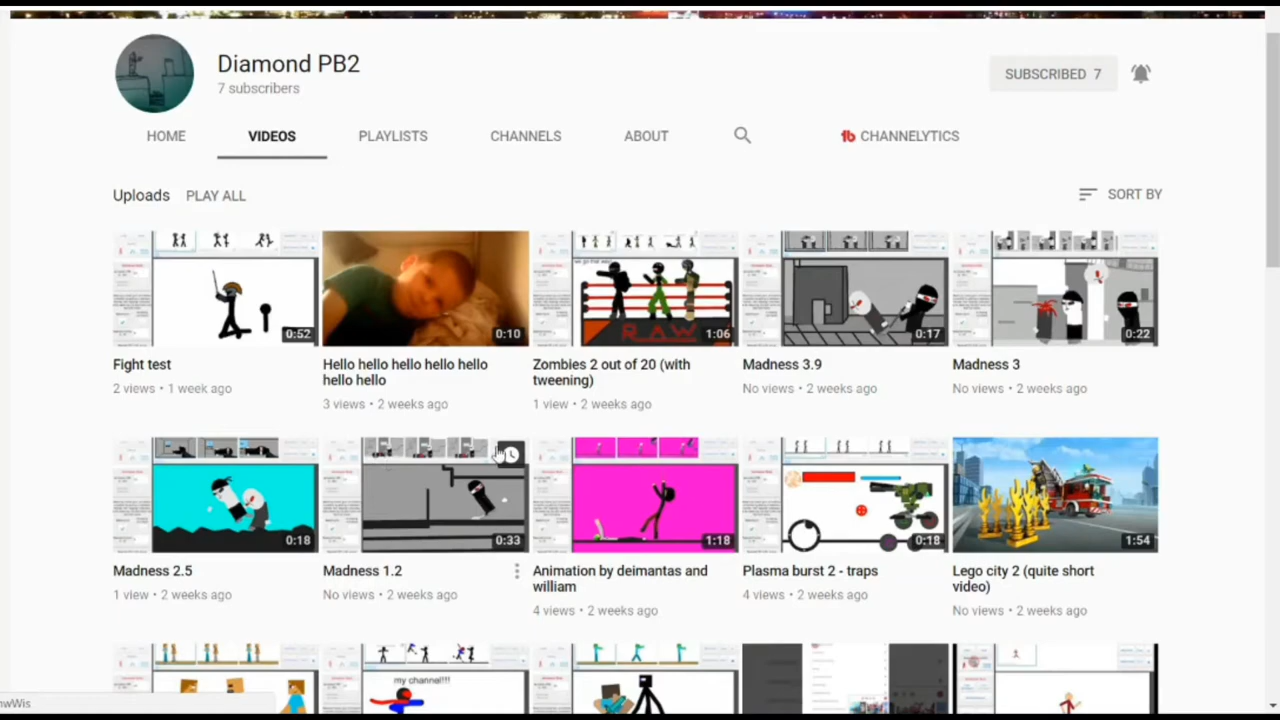 Diamond PB2
7 subscribers
SUBSCRIBED 7
HOME
VIDEOS
PLAYLISTS
CHANNELS
ABOUT
CHANNELYTICS
Uploads
PLAY ALL
SORT BY
0:52
0:10
RAW
1:06
0:17
0:22
Fight test
2 views • 1 week ago
Hello hello hello hello hello
hello hello
3 views • 2 weeks ago
Zombies 2 out of 20 (with
tweening)
1 view • 2 weeks ago
Madness 3.9
No views • 2 weeks ago
Madness 3
No views • 2 weeks ago
0:18
0:33
1:18
0:18
1:54
Madness 2.5
1 view • 2 weeks ago
Madness 1.2
No views • 2 weeks ago
Animation by deimantas and
william
4 views • 2 weeks ago
Plasma burst 2 - traps
4 views • 2 weeks ago
Lego city 2 (quite short
video)
No views • 2 weeks ago
my channel!!!
nwWis